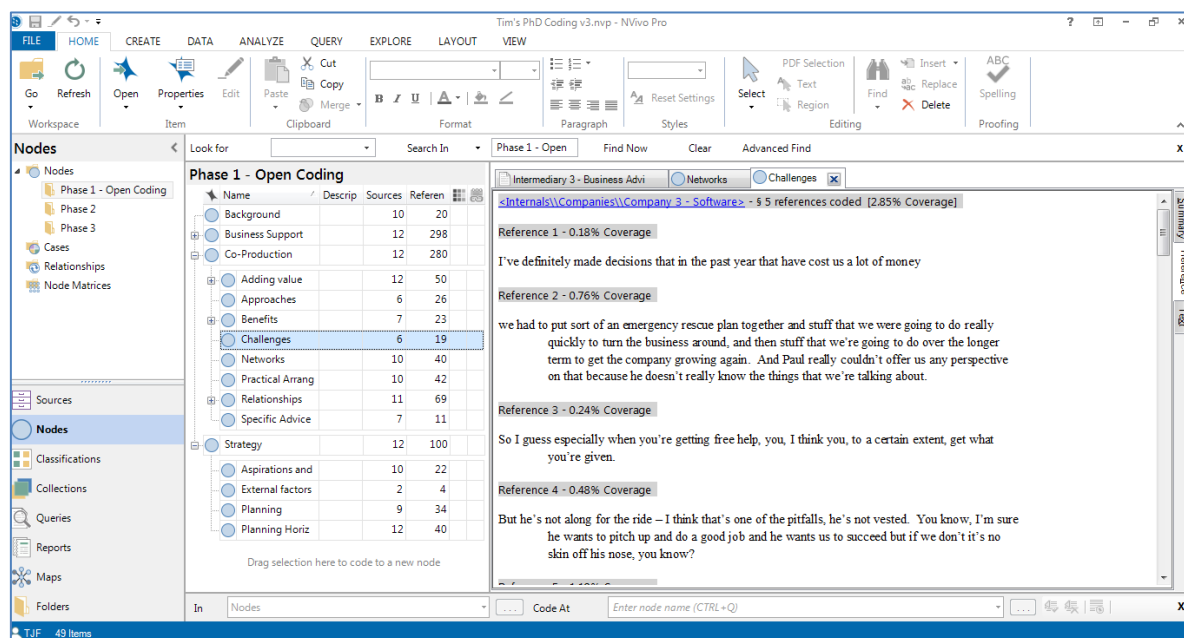 Tim's PhD Coding v3.nvp - NVivo Pro
FILE HOME CREATE DATA ANALYZE QUERY EXPLORE LAYOUT VIEW
Go Refresh Open Properties Edit Paste Cut Copy Merge
B I U A
Reset Settings
Select PDF Selection Text Region Find Insert Replace Delete
ABC Spelling
Workspace Item Clipboard Format Paragraph Styles Editing Proofing
Nodes
Look for Search In Phase 1 - Open Find Now Clear Advanced Find X
Nodes
Phase 1 - Open Coding
Phase 2
Phase 3
Cases
Relationships
Node Matrices
Sources
Nodes
Classifications
Collections
Queries
Reports
Maps
Folders
Phase 1 - Open Coding
Name Descrip Sources Referen
Background 10 20
Business Support 12 298
Co-Production 12 280
Adding value 12 50
Approaches 6 26
Benefits 7 23
Challenges 6 19
Networks 10 40
Practical Arrang 10 42
Relationships 11 69
Specific Advice 7 11
Strategy 12 100
Aspirations and 10 22
External factors 2 4
Planning 9 34
Planning Horiz 12 40
Drag selection here to code to a new node
Intermediary 3 - Business Advi Networks Challenges
<Internals\\Companies\\Company 3 - Software> - § 5 references coded [2.85% Coverage]
Reference 1 - 0.18% Coverage
I've definitely made decisions that in the past year that have cost us a lot of money
Reference 2 - 0.76% Coverage
we had to put sort of an emergency rescue plan together and stuff that we were going to do really
quickly to turn the business around, and then stuff that we're going to do over the longer
term to get the company growing again. And Paul really couldn't offer us any perspective
on that because he doesn't really know the things that we're talking about.
Reference 3 - 0.24% Coverage
So I guess especially when you're getting free help, you, I think you, to a certain extent, get what
you're given.
Reference 4 - 0.48% Coverage
But he's not along for the ride – I think that's one of the pitfalls, he's not vested. You know, I'm sure
he wants to pitch up and do a good job and he wants us to succeed but if we don't it's no
skin off his nose, you know?
Summary
In Nodes ... Code At Enter node name (CTRL+Q) ... X
TJF 49 Items